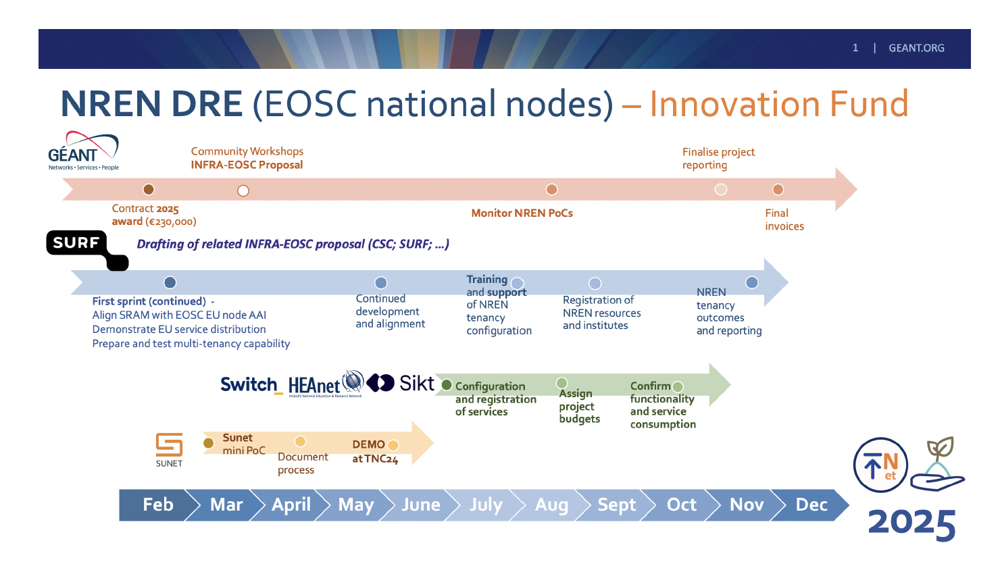 1 | GEANT.ORG
NREN DRE (EOSC national nodes) – Innovation Fund
GÉANT
Networks • Services • People
Community Workshops
INFRA-EOSC Proposal
Finalise project
reporting
Contract 2025
award (€230,000)
Monitor NREN PoCs
Final
invoices
SURF
Drafting of related INFRA-EOSC proposal (CSC; SURF; ...)
First sprint (continued) -
Align SRAM with EOSC EU node AAI
Demonstrate EU service distribution
Prepare and test multi-tenancy capability
Continued
development
and alignment
Training
and support
of NREN
tenancy
configuration
Registration of
NREN resources
and institutes
NREN
tenancy
outcomes
and reporting
Switch_
HEAnet
Ireland's National Education & Research Network
Sikt
Configuration
and registration
of services
Assign
project
budgets
Confirm
functionality
and service
consumption
SUNET
Sunet
mini PoC
Document
process
DEMO
at TNC24
N
et
Feb Mar April May June July Aug Sept Oct Nov Dec
2025